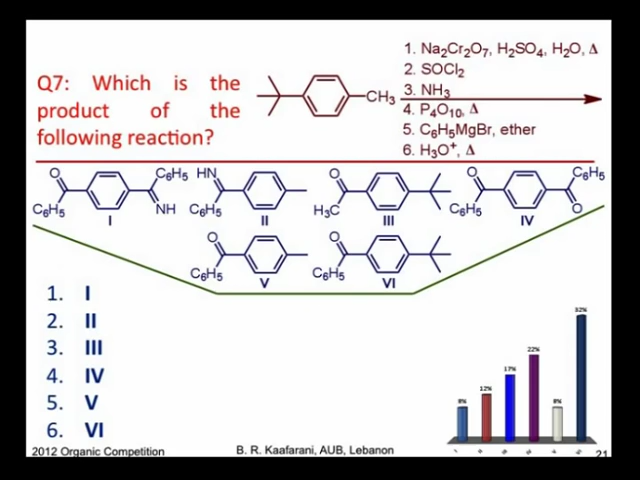 Q7: Which is the
product of the
following reaction?
CH₃
1. Na₂Cr₂O₇, H₂SO₄, H₂O, Δ
2. SOCl₂
3. NH₃
4. P₄O₁₀, Δ
5. C₆H₅MgBr, ether
6. H₃O⁺, Δ
O C₆H₅ C₆H₅ NH I
HN C₆H₅ II
O H₃C III
O C₆H₅ C₆H₅ O IV
O C₆H₅ V
O C₆H₅ VI
1. I
2. II
3. III
4. IV
5. V
6. VI
12%
17%
22%
32%
2012 Organic Competition
B. R. Kaafarani, AUB, Lebanon
21